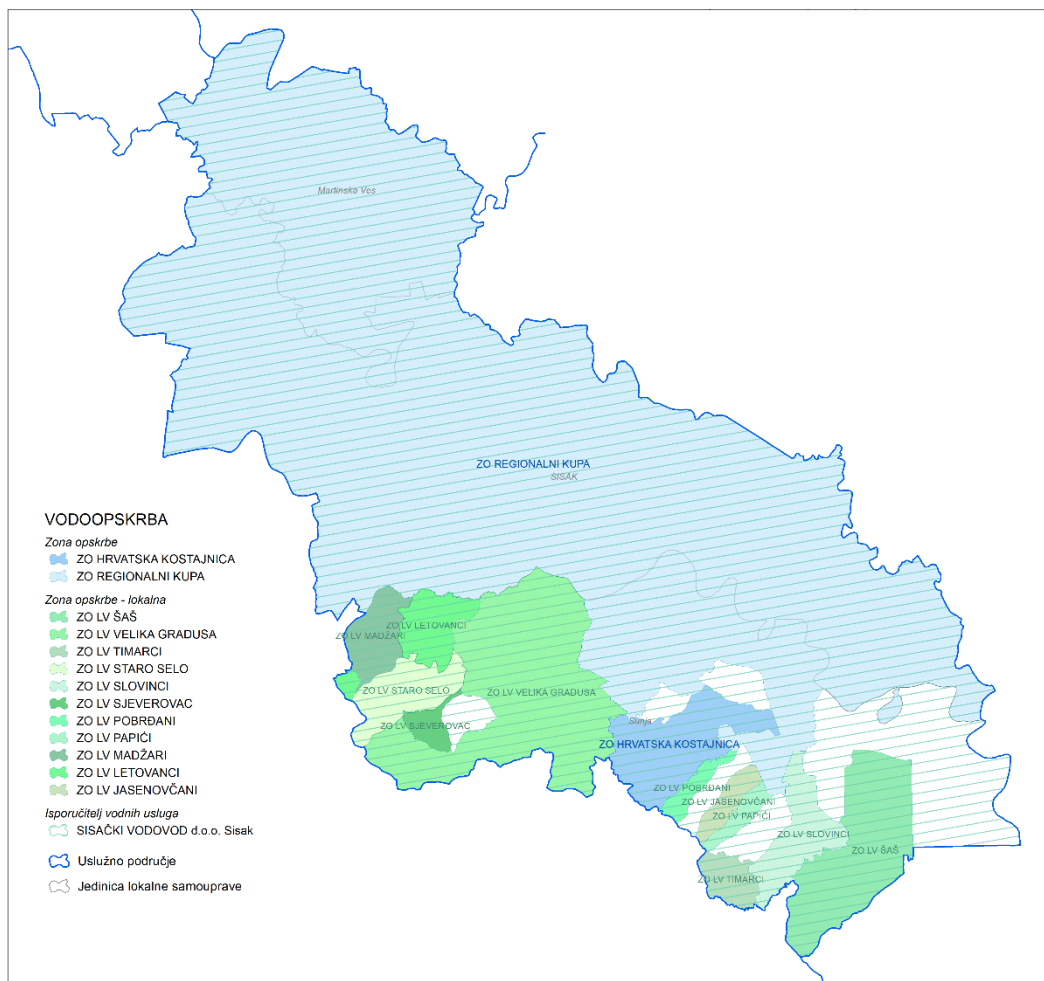 Martinska Ves
ZO REGIONALNI KUPA
SISAK
VODOOPSKRBA
Zona opskrbe
ZO HRVATSKA KOSTAJNICA
ZO REGIONALNI KUPA
Zona opskrbe - lokalna
ZO LV ŠAŠ
ZO LV VELIKA GRADUSA
ZO LV TIMARCI
ZO LV STARO SELO
ZO LV SLOVINCI
ZO LV SJEVEROVAC
ZO LV POBRĐANI
ZO LV PAPIĆI
ZO LV MADŽARI
ZO LV LETOVANCI
ZO LV JASENOVČANI
Isporučitelj vodnih usluga
SISAČKI VODOVOD d.o.o. Sisak
Uslužno područje
Jedinica lokalne samouprave
ZO LV LETOVANCI
ZO LV MADŽARI
ZO LV STARO SELO
ZO LV VELIKA GRADUSA
ZO LV SJEVEROVAC
Sunja
ZO HRVATSKA KOSTAJNICA
ZO LV POBRĐANI
ZO LV JASENOVČANI
ZO LV PAPIĆI
ZO LV SLOVINCI
ZO LV ŠAŠ
ZO LV TIMARCI